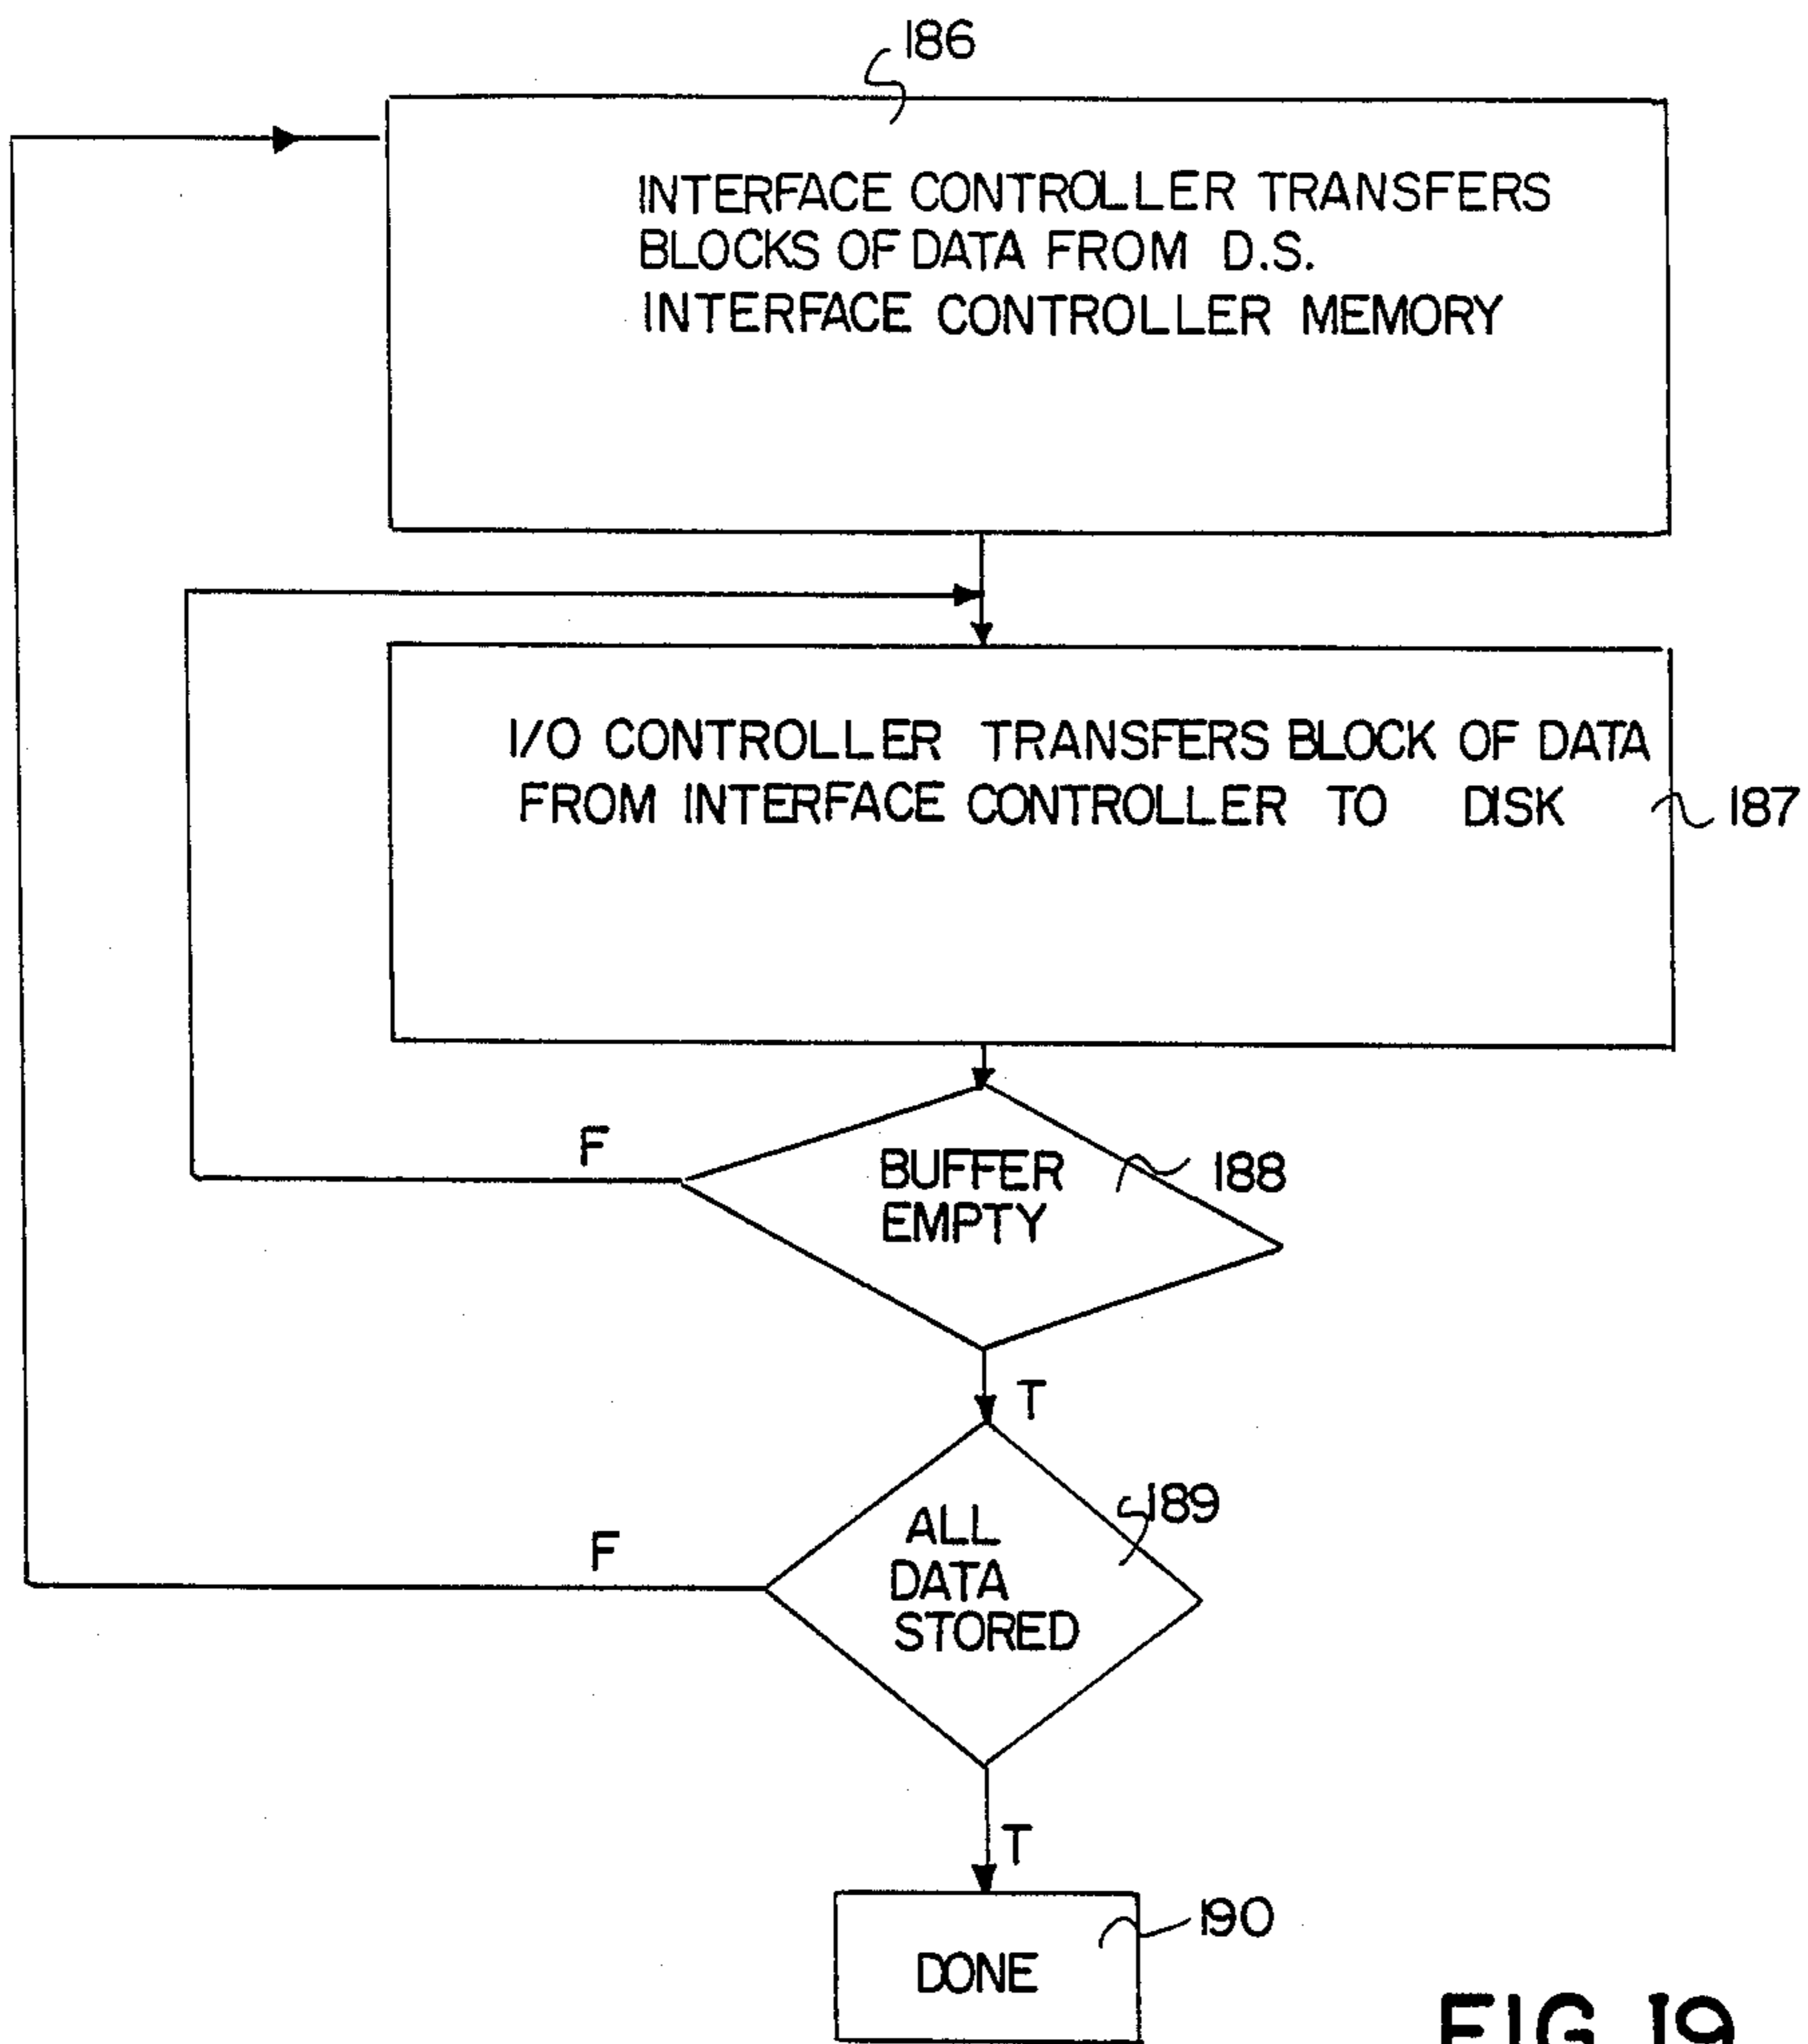 186
INTERFACE CONTROLLER TRANSFERS
BLOCKS OF DATA FROM D.S.
INTERFACE CONTROLLER MEMORY
I/O CONTROLLER TRANSFERS BLOCK OF DATA
FROM INTERFACE CONTROLLER TO DISK
187
F
BUFFER
EMPTY
188
T
189
ALL
DATA
STORED
F
T
190
DONE
FIG. 19